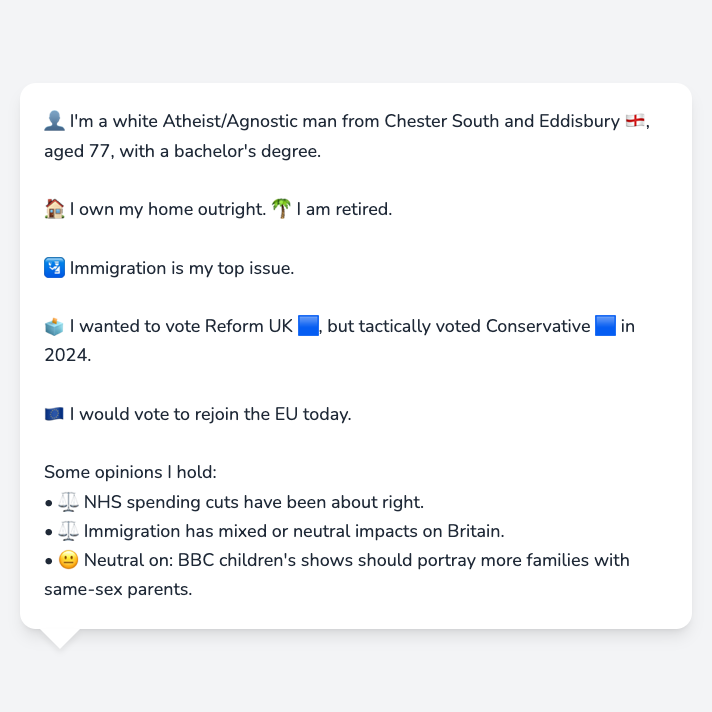 👤 I'm a white Atheist/Agnostic man from Chester South and Eddisbury 🏴󠁧󠁢󠁥󠁮󠁧󠁿,
aged 77, with a bachelor's degree.
🏠 I own my home outright. 🌴 I am retired.
🛂 Immigration is my top issue.
🗳️ I wanted to vote Reform UK 🟦, but tactically voted Conservative 🟦 in
2024.
🇪🇺 I would vote to rejoin the EU today.
Some opinions I hold:
• ⚖️ NHS spending cuts have been about right.
• ⚖️ Immigration has mixed or neutral impacts on Britain.
• 😐 Neutral on: BBC children's shows should portray more families with
same-sex parents.